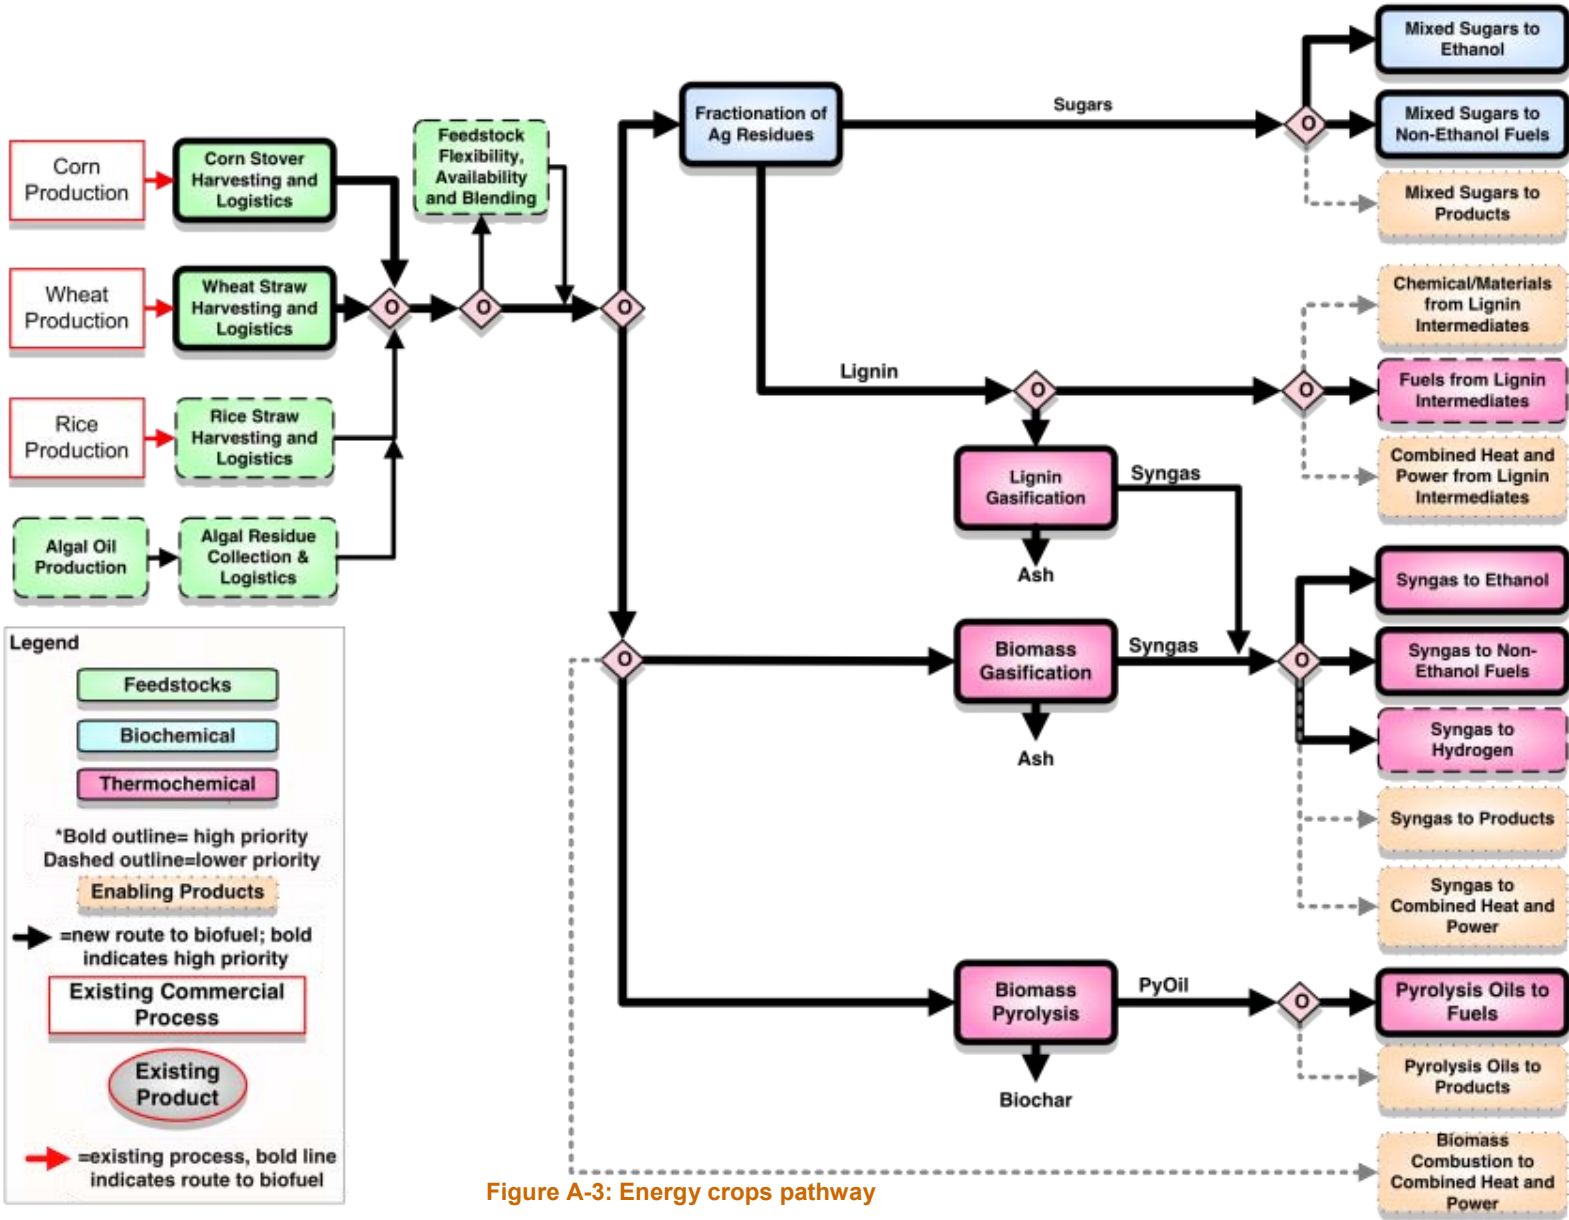 Corn
Production
Corn Stover
Harvesting and
Logistics
Wheat
Production
Wheat Straw
Harvesting and
Logistics
Rice
Production
Rice Straw
Harvesting and
Logistics
Algal Oil
Production
Algal Residue
Collection &
Logistics
O
O
Feedstock
Flexibility,
Availability
and Blending
O
Fractionation of
Ag Residues
Sugars
O
Mixed Sugars to
Ethanol
Mixed Sugars to
Non-Ethanol Fuels
Mixed Sugars to
Products
Lignin
O
O
Chemical/Materials
from Lignin
Intermediates
Fuels from Lignin
Intermediates
Combined Heat and
Power from Lignin
Intermediates
Lignin
Gasification
Syngas
Ash
O
Biomass
Gasification
Syngas
Ash
O
Syngas to Ethanol
Syngas to Non-
Ethanol Fuels
Syngas to
Hydrogen
Syngas to Products
Syngas to
Combined Heat and
Power
Biomass
Pyrolysis
PyOil
Biochar
O
Pyrolysis Oils to
Fuels
Pyrolysis Oils to
Products
Biomass
Combustion to
Combined Heat and
Power
Legend
Feedstocks
Biochemical
Thermochemical
*Bold outline= high priority
Dashed outline=lower priority
Enabling Products
=new route to biofuel; bold
indicates high priority
Existing Commercial
Process
Existing
Product
=existing process, bold line
indicates route to biofuel
Figure A-3: Energy crops pathway